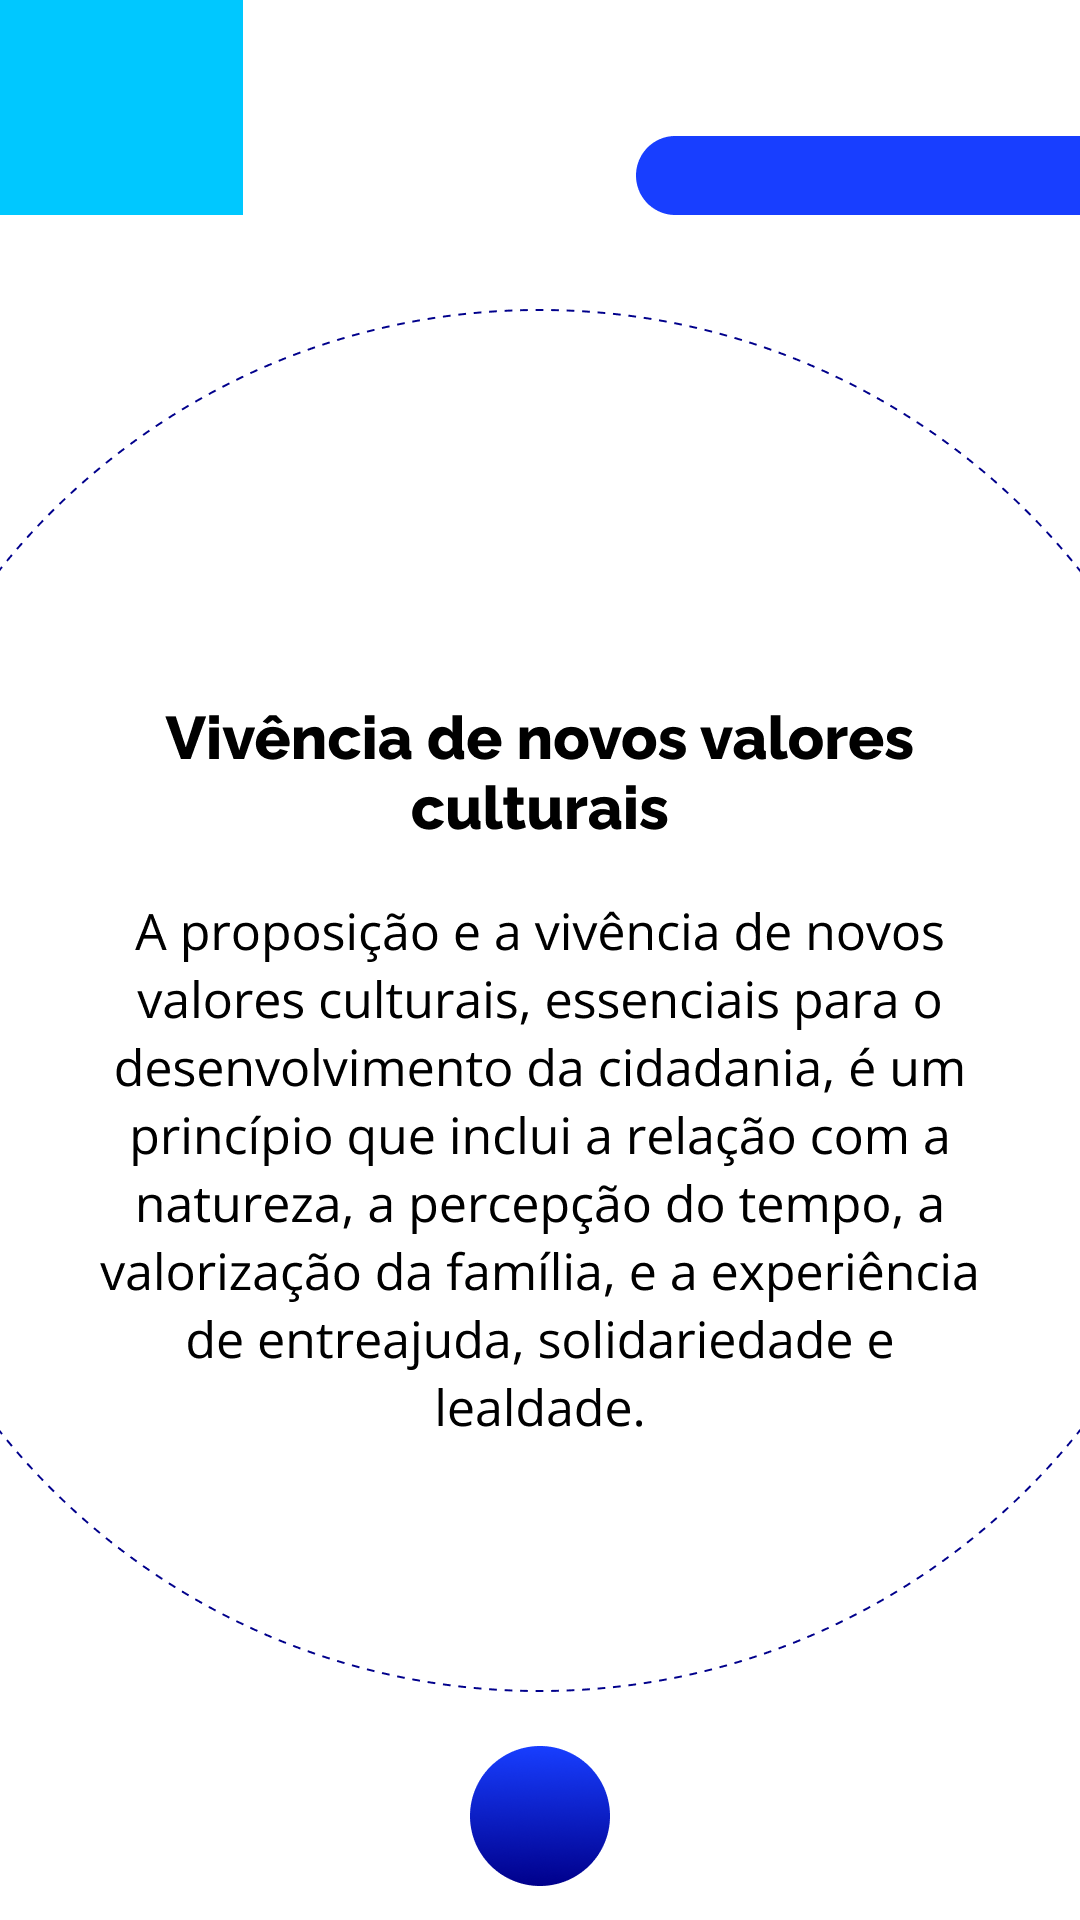 Vivência de novos valores
culturais
A proposição e a vivência de novos
valores culturais, essenciais para o
desenvolvimento da cidadania, é um
princípio que inclui a relação com a
natureza, a percepção do tempo, a
valorização da família, e a experiência
de entreajuda, solidariedade e
lealdade.